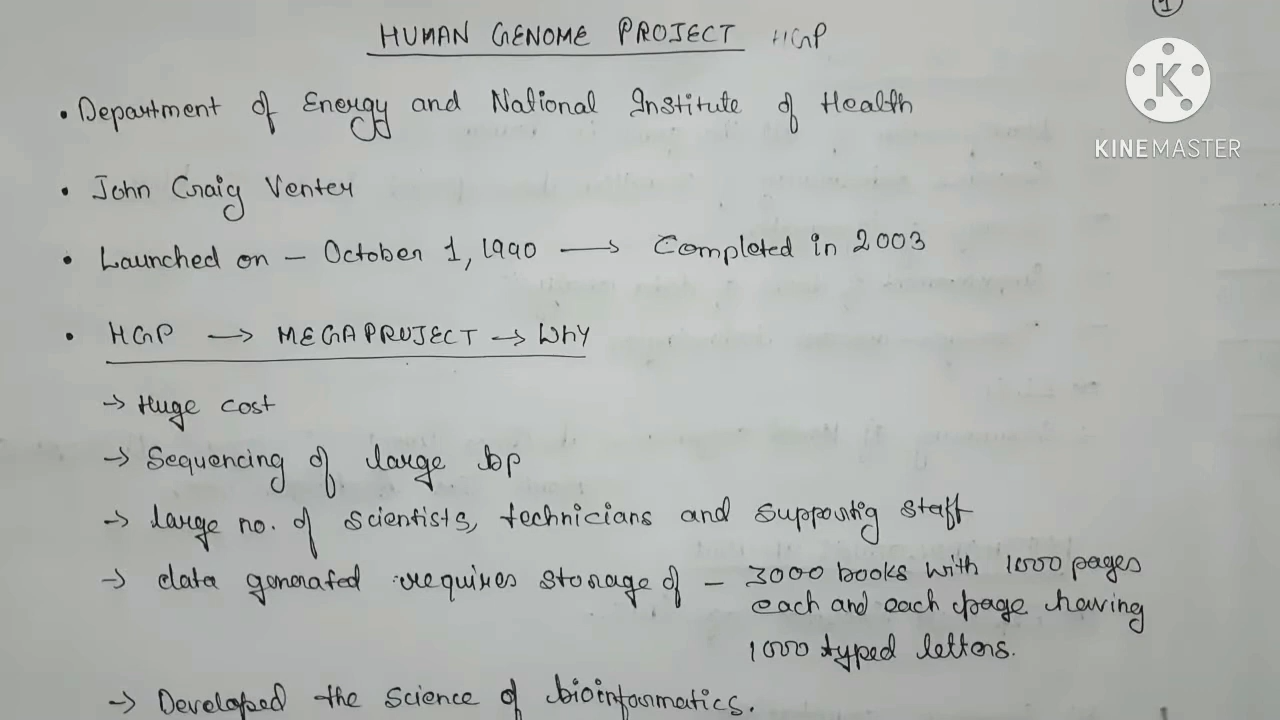 1
HUMAN GENOME PROJECT HGP
K
KINEMASTER
• Department of Energy and National Institute of Health
• John Craig Venter
• Launched on – October 1, 1990 → Completed in 2003
• HGP → MEGAPROJECT → Why
→ Huge cost
→ Sequencing of large bp
→ large no. of scientists, technicians and supportig staff
→ data generated requires storage of – 3000 books with 1000 pages
each and each page having
1000 typed letters.
→ Developed the science of bioinformatics.